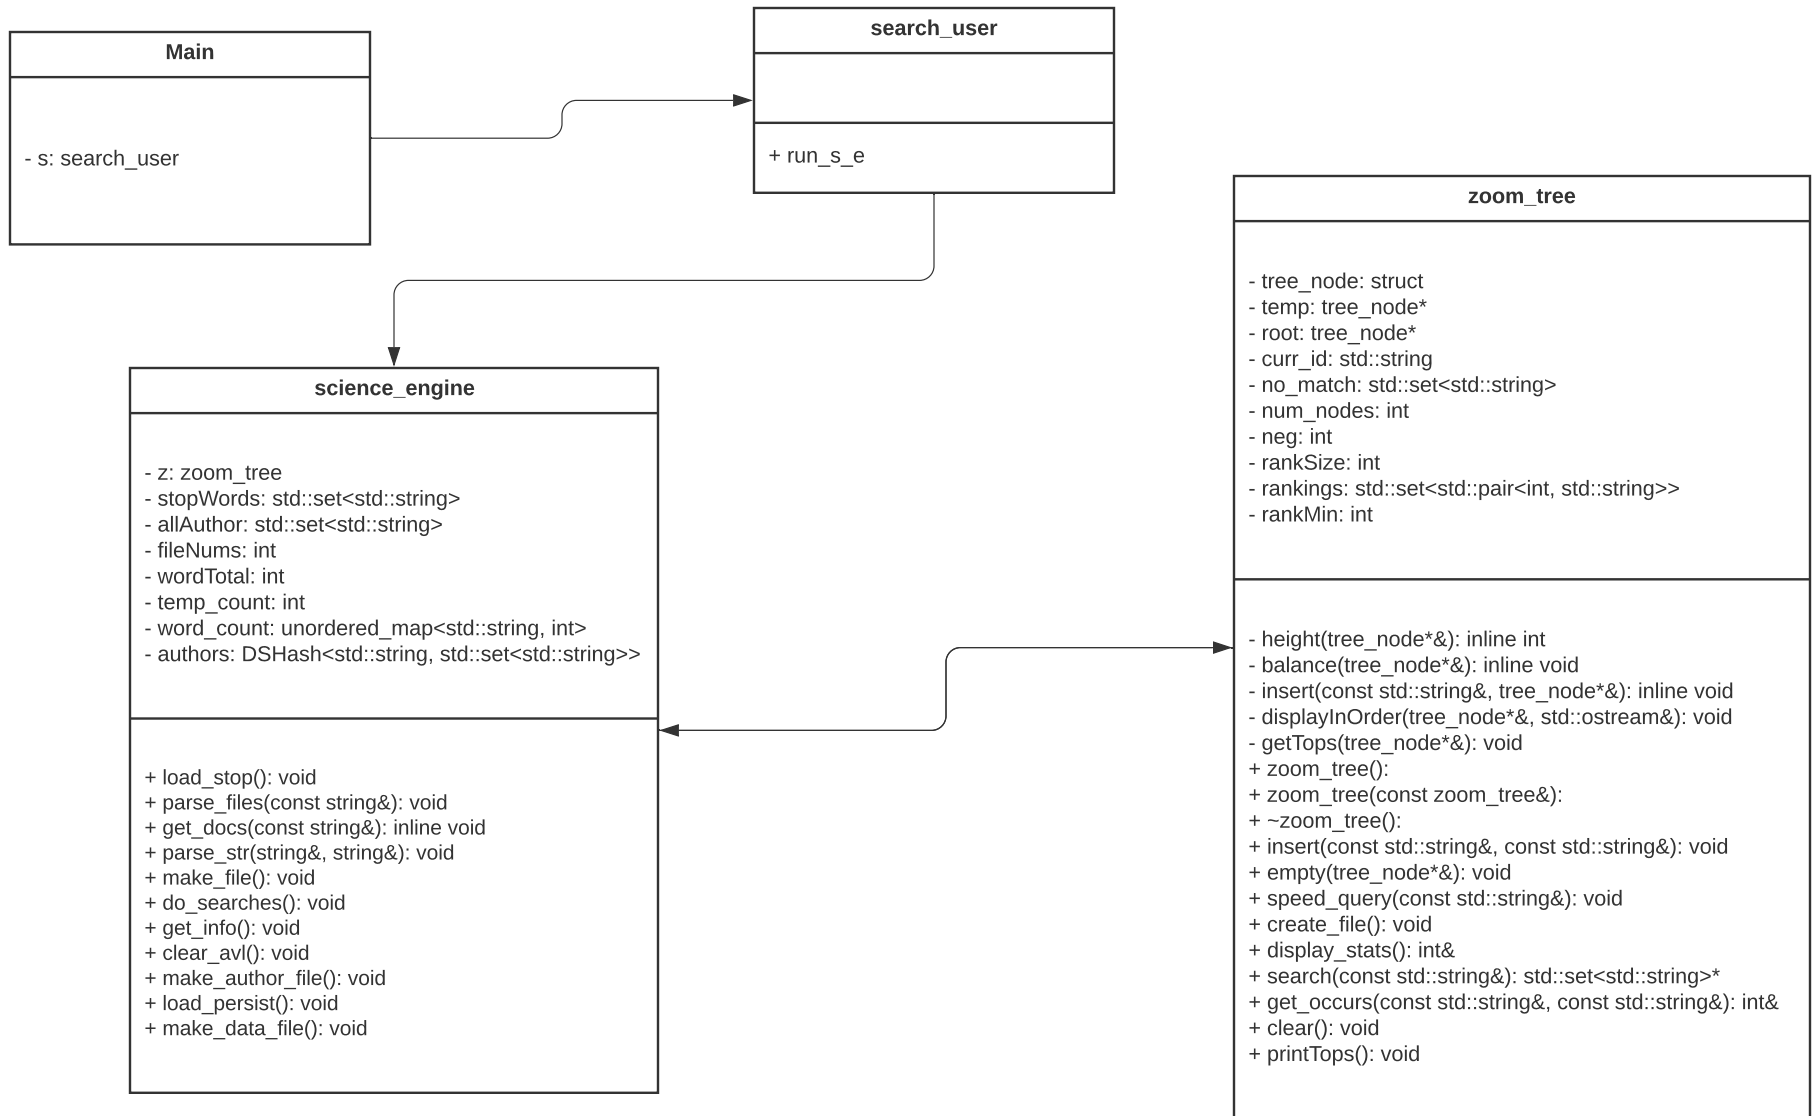 Main
- s: search_user
search_user
+ run_s_e
science_engine
- z: zoom_tree
- stopWords: std::set<std::string>
- allAuthor: std::set<std::string>
- fileNums: int
- wordTotal: int
- temp_count: int
- word_count: unordered_map<std::string, int>
- authors: DSHash<std::string, std::set<std::string>>
+ load_stop(): void
+ parse_files(const string&): void
+ get_docs(const string&): inline void
+ parse_str(string&, string&): void
+ make_file(): void
+ do_searches(): void
+ get_info(): void
+ clear_avl(): void
+ make_author_file(): void
+ load_persist(): void
+ make_data_file(): void
zoom_tree
- tree_node: struct
- temp: tree_node*
- root: tree_node*
- curr_id: std::string
- no_match: std::set<std::string>
- num_nodes: int
- neg: int
- rankSize: int
- rankings: std::set<std::pair<int, std::string>>
- rankMin: int
- height(tree_node*&): inline int
- balance(tree_node*&): inline void
- insert(const std::string&, tree_node*&): inline void
- displayInOrder(tree_node*&, std::ostream&): void
- getTops(tree_node*&): void
+ zoom_tree():
+ zoom_tree(const zoom_tree&):
+ ~zoom_tree():
+ insert(const std::string&, const std::string&): void
+ empty(tree_node*&): void
+ speed_query(const std::string&): void
+ create_file(): void
+ display_stats(): int&
+ search(const std::string&): std::set<std::string>*
+ get_occurs(const std::string&, const std::string&): int&
+ clear(): void
+ printTops(): void